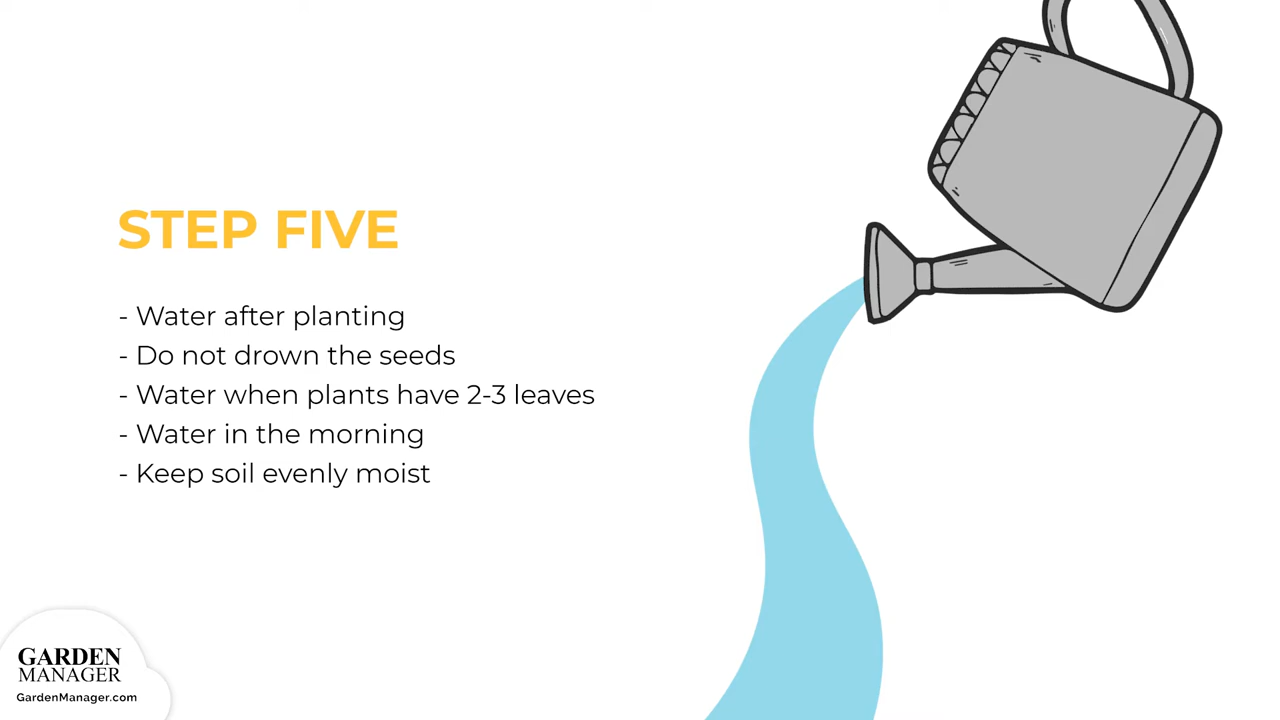 STEP FIVE
- Water after planting
- Do not drown the seeds
- Water when plants have 2-3 leaves
- Water in the morning
- Keep soil evenly moist
GARDEN
MANAGER
GardenManager.com